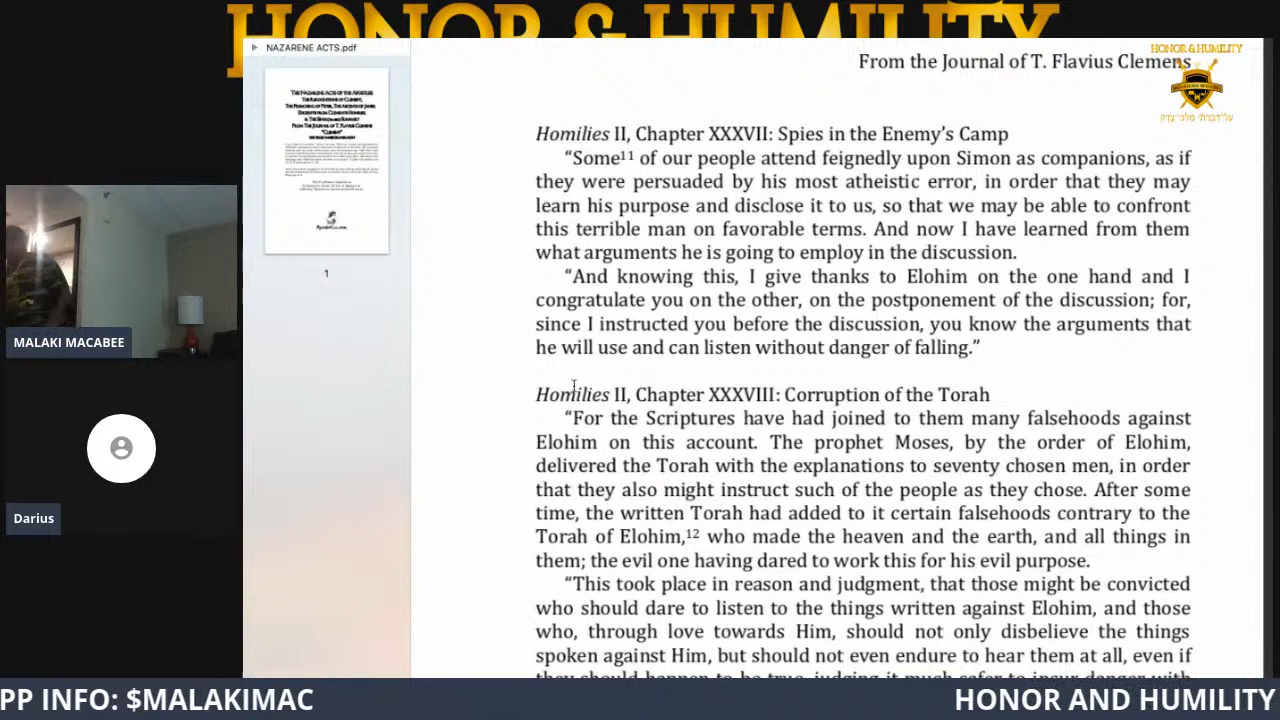 HONOR & HUMILITY
NAZARENE ACTS.pdf
1
MALAKI MACABEE
Darius
HONOR & HUMILITY
From the Journal of T. Flavius Clemens
Homilies II, Chapter XXXVII: Spies in the Enemy’s Camp
“Some11 of our people attend feignedly upon Simon as companions, as if
they were persuaded by his most atheistic error, in order that they may
learn his purpose and disclose it to us, so that we may be able to confront
this terrible man on favorable terms. And now I have learned from them
what arguments he is going to employ in the discussion.
“And knowing this, I give thanks to Elohim on the one hand and I
congratulate you on the other, on the postponement of the discussion; for,
since I instructed you before the discussion, you know the arguments that
he will use and can listen without danger of falling.”
Homilies II, Chapter XXXVIII: Corruption of the Torah
“For the Scriptures have had joined to them many falsehoods against
Elohim on this account. The prophet Moses, by the order of Elohim,
delivered the Torah with the explanations to seventy chosen men, in order
that they also might instruct such of the people as they chose. After some
time, the written Torah had added to it certain falsehoods contrary to the
Torah of Elohim,12 who made the heaven and the earth, and all things in
them; the evil one having dared to work this for his evil purpose.
“This took place in reason and judgment, that those might be convicted
who should dare to listen to the things written against Elohim, and those
who, through love towards Him, should not only disbelieve the things
spoken against Him, but should not even endure to hear them at all, even if
they should happen to be true, judging it much safer to incur danger with
PP INFO: $MALAKIMAC
HONOR AND HUMILITY